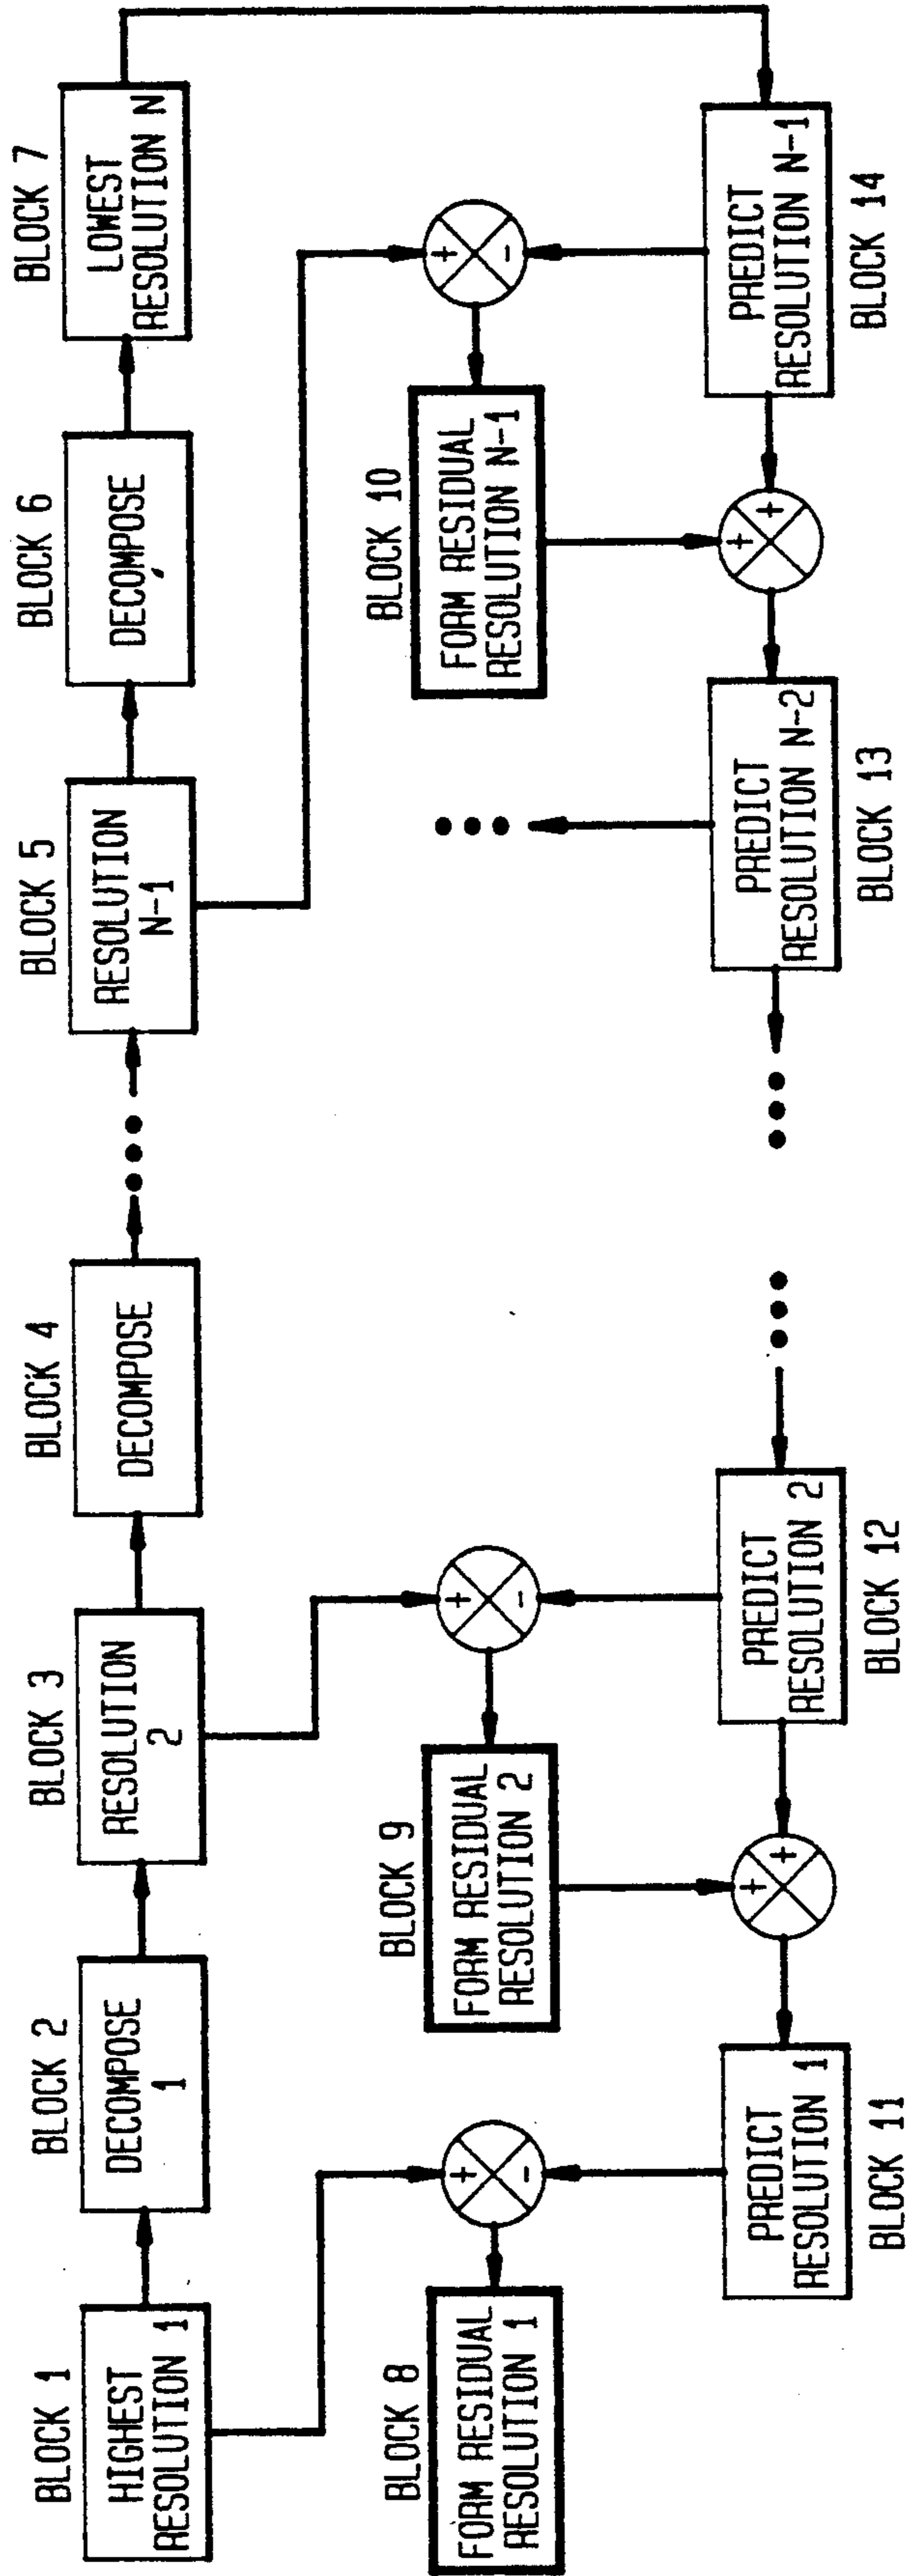 BLOCK 1
HIGHEST
RESOLUTION 1
BLOCK 2
DECOMPOSE
1
BLOCK 3
RESOLUTION
2
BLOCK 4
DECOMPOSE
BLOCK 5
RESOLUTION
N-1
BLOCK 6
DECOMPOSE
BLOCK 7
LOWEST
RESOLUTION N
BLOCK 8
FORM RESIDUAL
RESOLUTION 1
+
-
BLOCK 9
FORM RESIDUAL
RESOLUTION 2
+
-
BLOCK 10
FORM RESIDUAL
RESOLUTION N-1
+
-
PREDICT
RESOLUTION 1
BLOCK 11
+
+
PREDICT
RESOLUTION 2
BLOCK 12
PREDICT
RESOLUTION N-2
BLOCK 13
+
+
PREDICT
RESOLUTION N-1
BLOCK 14